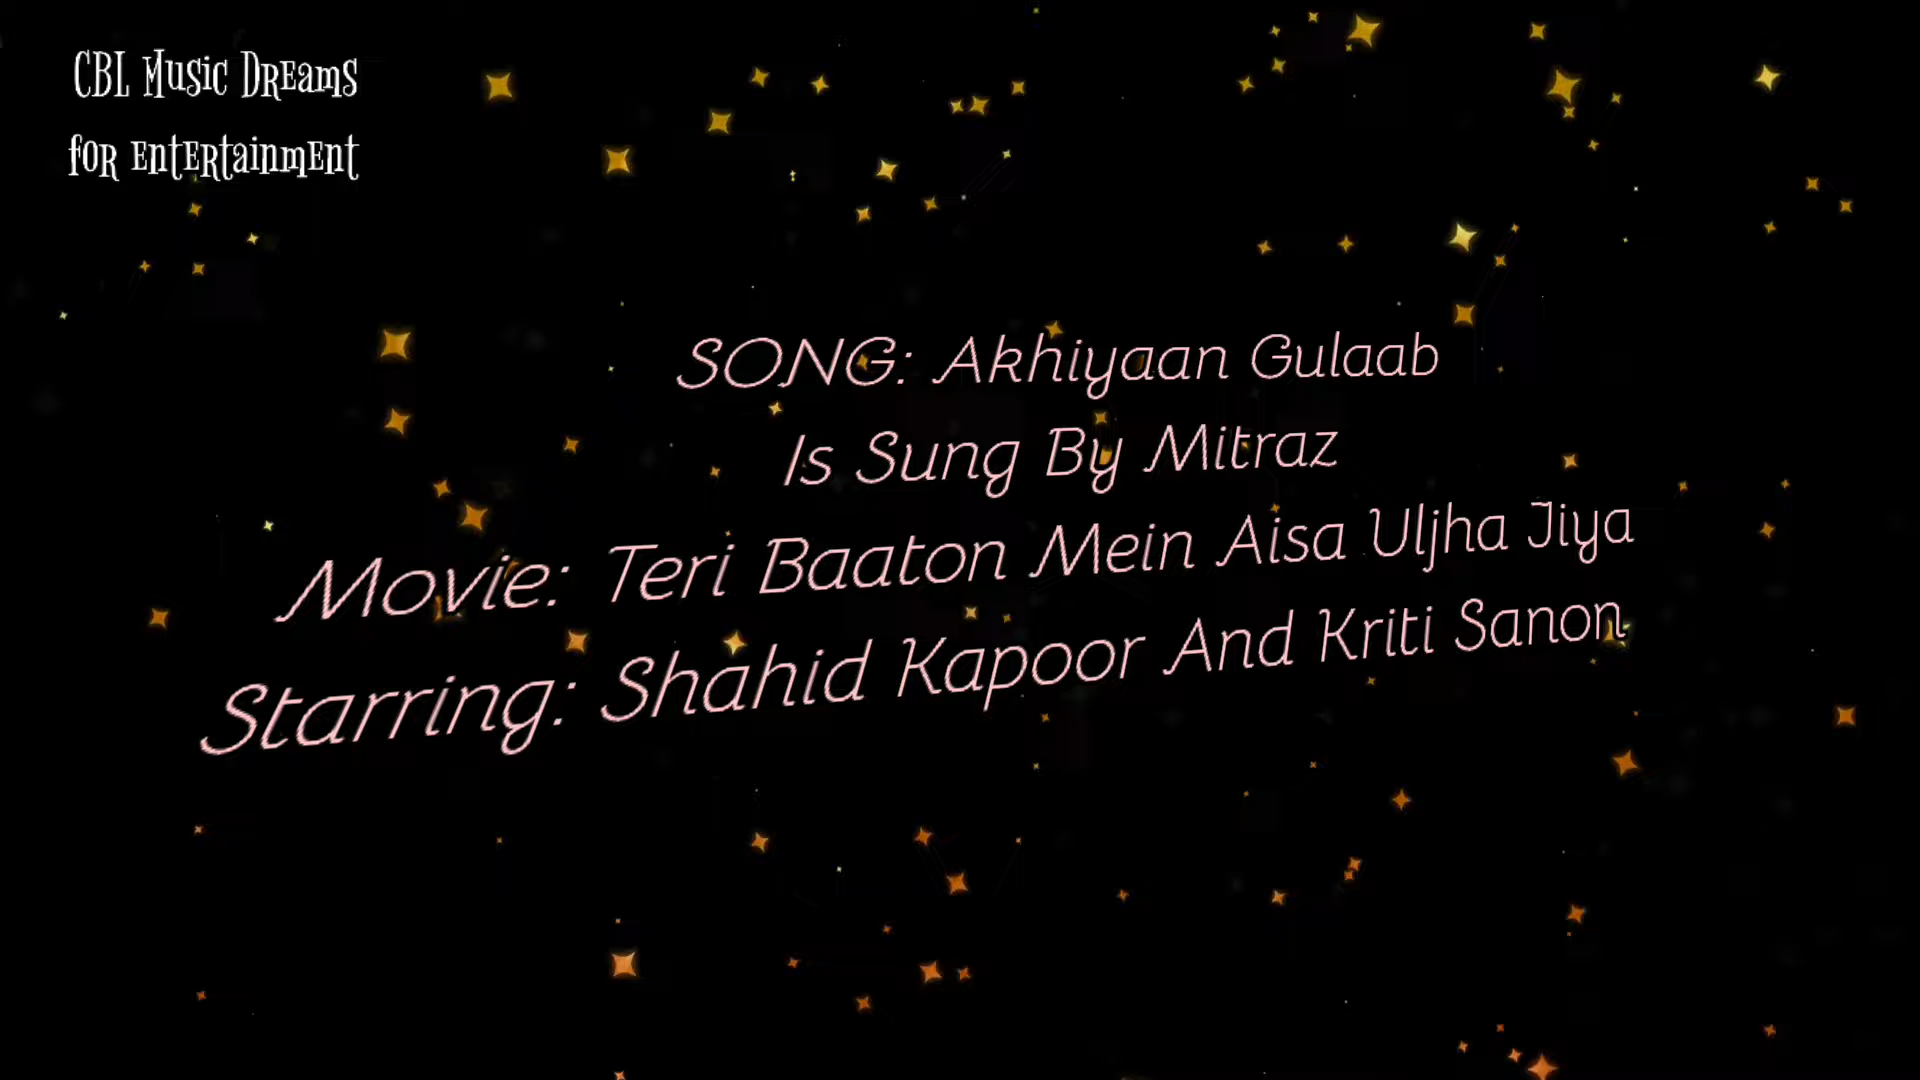 CBL Music Dreams
for Entertainment
SONG: Akhiyaan Gulaab
Is Sung By Mitraz
Movie: Teri Baaton Mein Aisa Uljha Jiya
Starring: Shahid Kapoor And Kriti Sanon